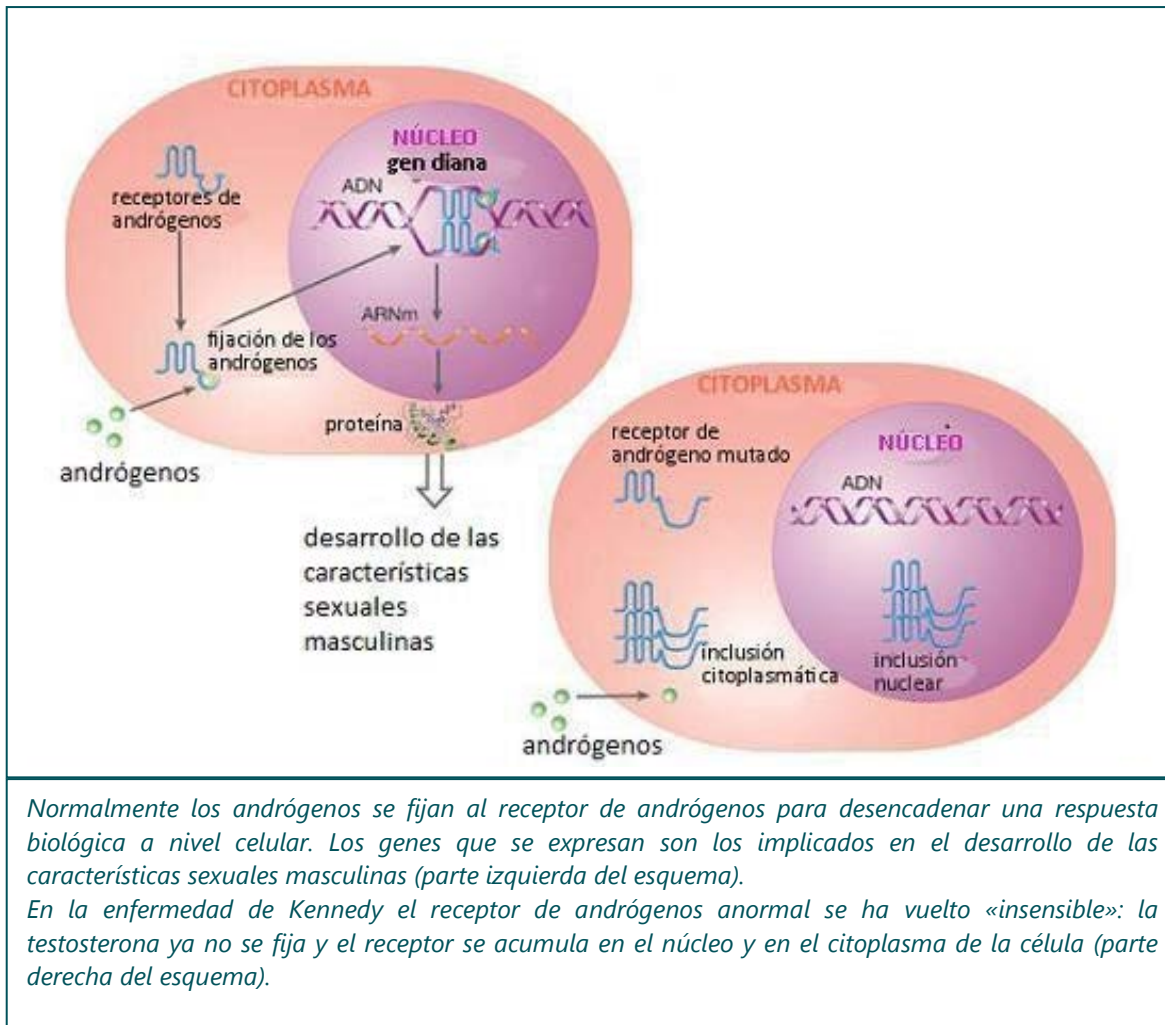 CITOPLASMA
NÚCLEO
gen diana
ADN
receptores de
andrógenos
ARNm
fijación de los
andrógenos
proteína
andrógenos
desarrollo de las
características
sexuales
masculinas
CITOPLASMA
receptor de
andrógeno mutado
NÚCLEO
ADN
inclusión
citoplasmática
inclusión
nuclear
andrógenos
Normalmente los andrógenos se fijan al receptor de andrógenos para desencadenar una respuesta
biológica a nivel celular. Los genes que se expresan son los implicados en el desarrollo de las
características sexuales masculinas (parte izquierda del esquema).
En la enfermedad de Kennedy el receptor de andrógenos anormal se ha vuelto «insensible»: la
testosterona ya no se fija y el receptor se acumula en el núcleo y en el citoplasma de la célula (parte
derecha del esquema).